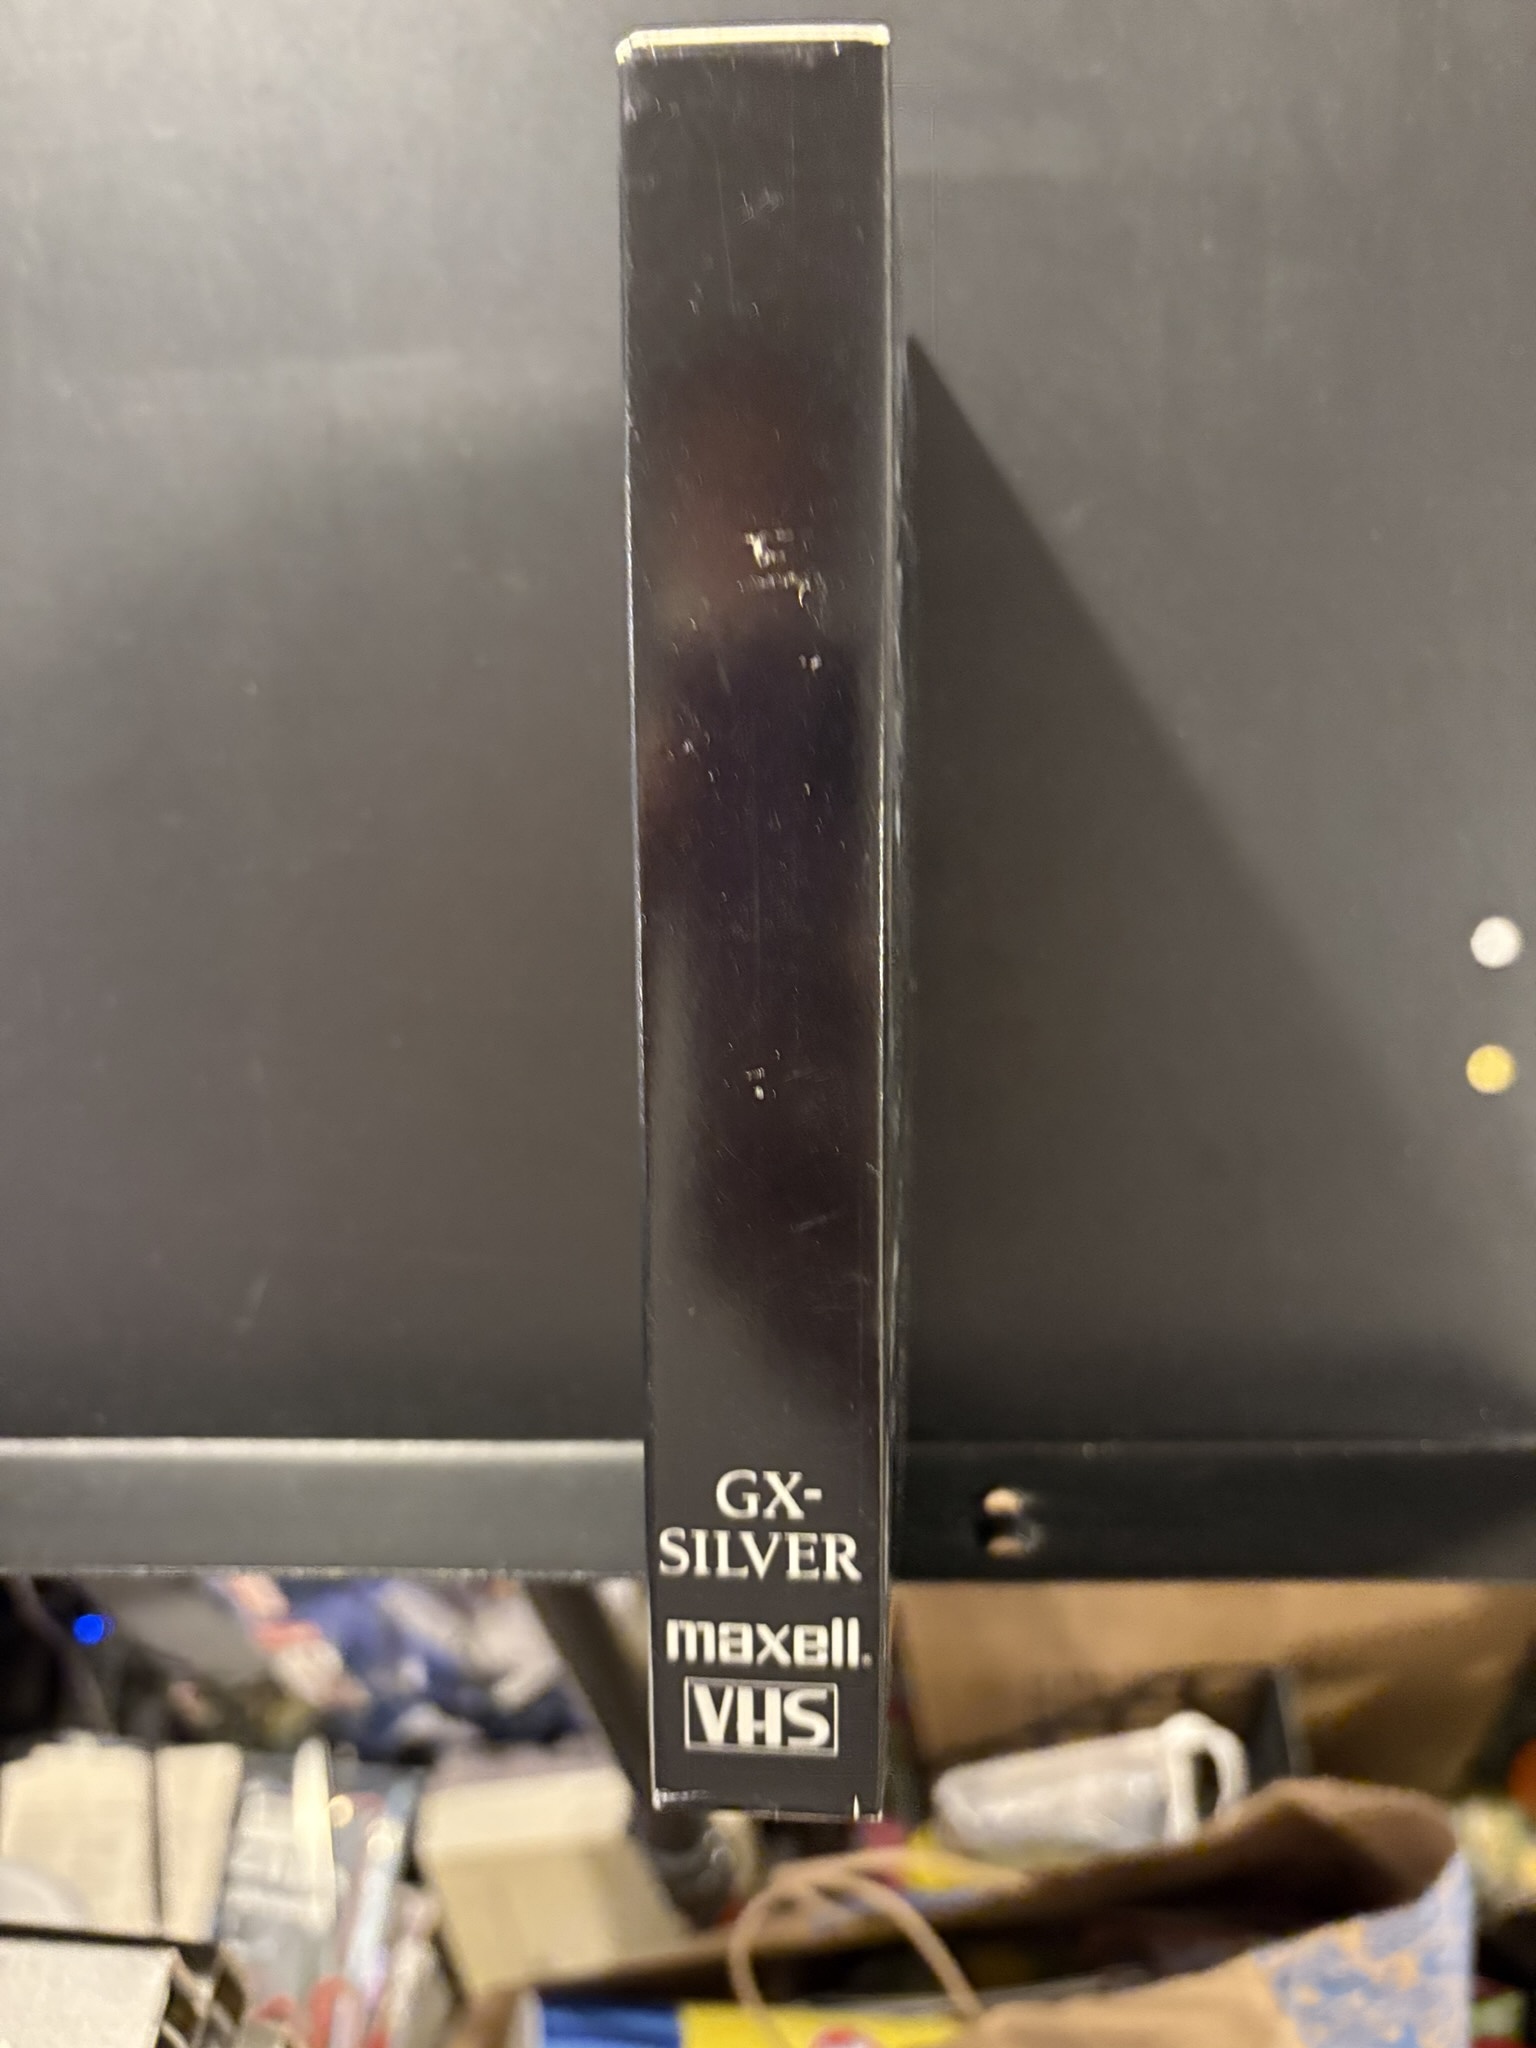 GX-
SILVER
maxell.
VHS